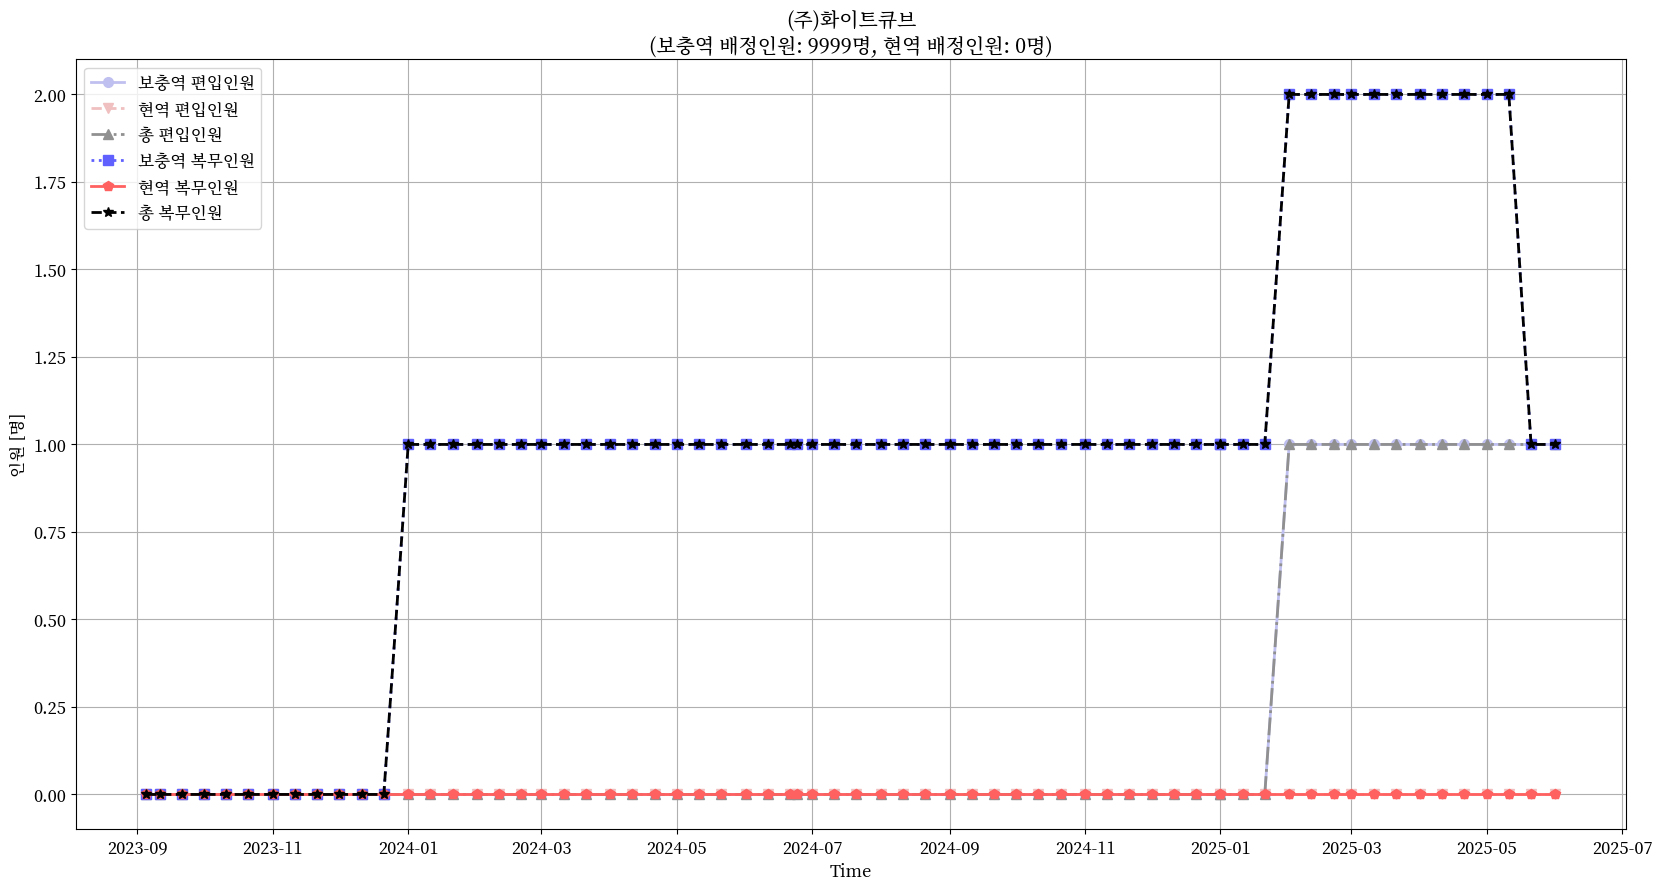 (주)화이트큐브
(보충역 배정인원: 9999명, 현역 배정인원: 0명)
보충역 편입인원
현역 편입인원
총 편입인원
보충역 복무인원
현역 복무인원
총 복무인원
2.00
1.75
1.50
1.25
1.00
0.75
0.50
0.25
0.00
인원 [명]
2023-09
2023-11
2024-01
2024-03
2024-05
2024-07
2024-09
2024-11
2025-01
2025-03
2025-05
2025-07
Time